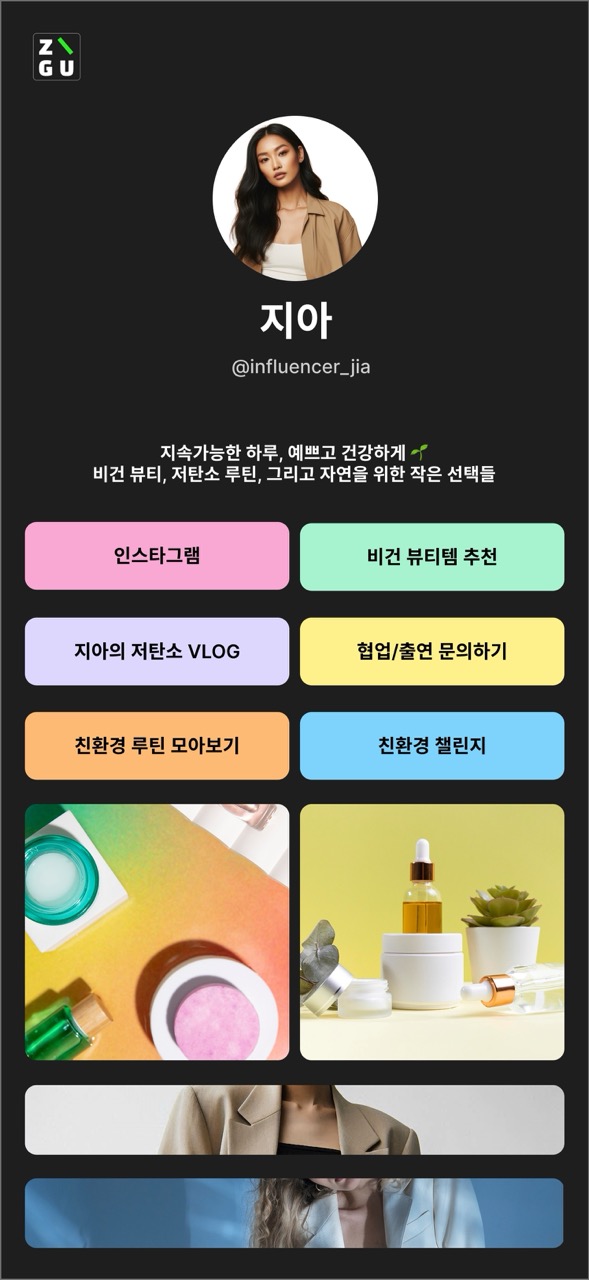 Z\
GU
지아
@influencer_jia
지속가능한 하루, 예쁘고 건강하게 🌱
비건 뷰티, 저탄소 루틴, 그리고 자연을 위한 작은 선택들
인스타그램
비건 뷰티템 추천
지아의 저탄소 VLOG
협업/출연 문의하기
친환경 루틴 모아보기
친환경 챌린지